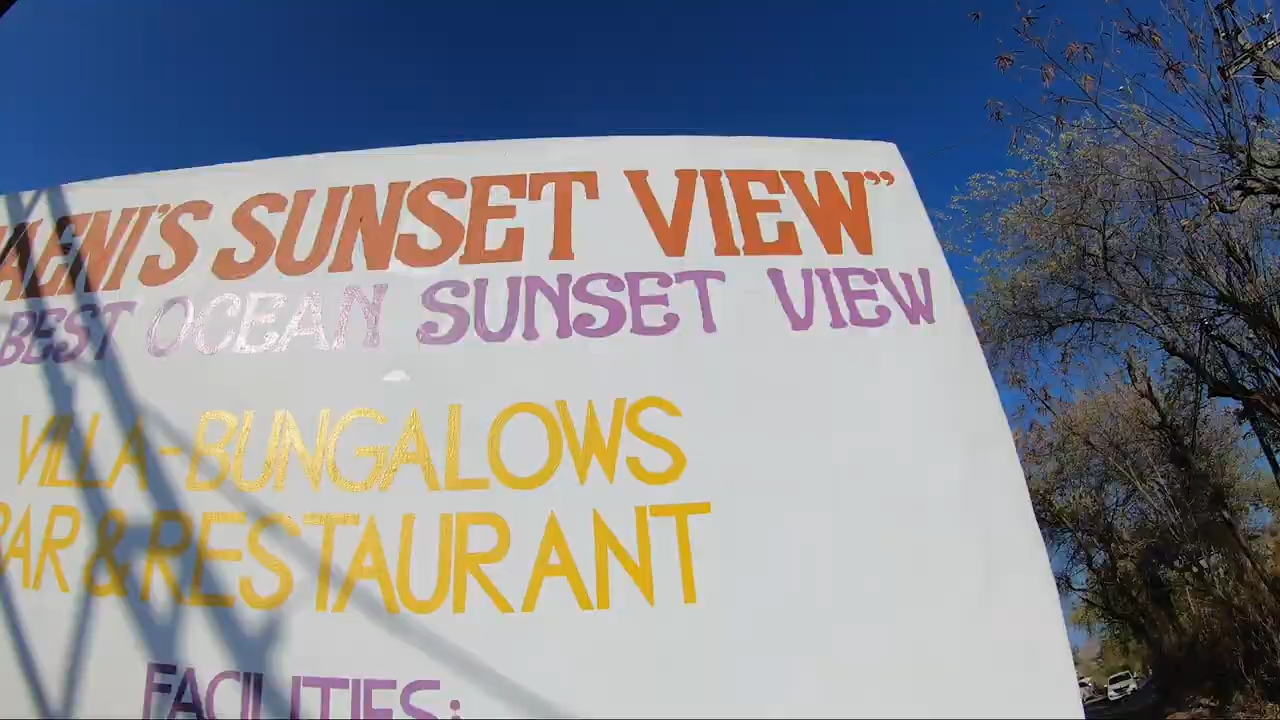 SUNSET VIEW”
BEST OCEAN SUNSET VIEW
VILLA-BUNGALOWS
BAR & RESTAURANT
FACILITIES: